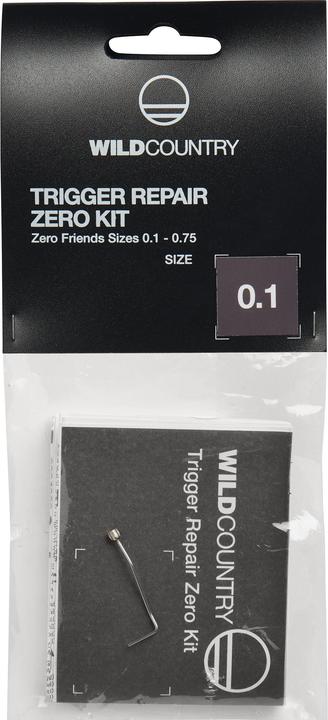 WILDCOUNTRY
TRIGGER REPAIR
ZERO KIT
Zero Friends Sizes 0.1 - 0.75
SIZE
0.1
WILDCOUNTRY
Trigger Repair Zero Kit